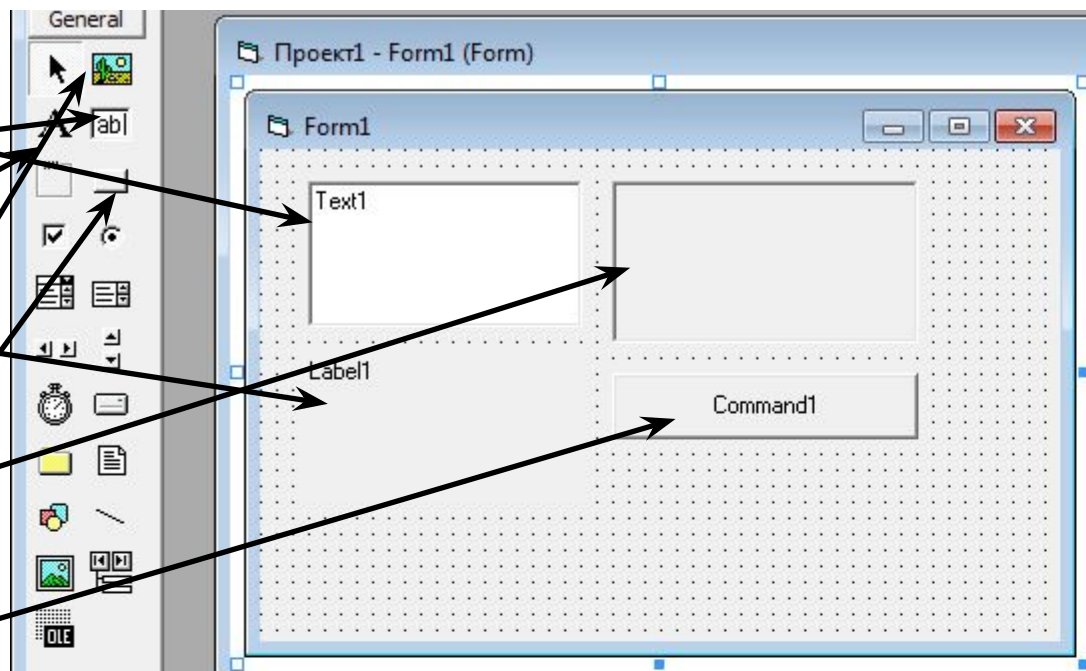 General
Проект1 - Form1 (Form)
A
ab
Form1
Text1
Label1
Command1
OLE